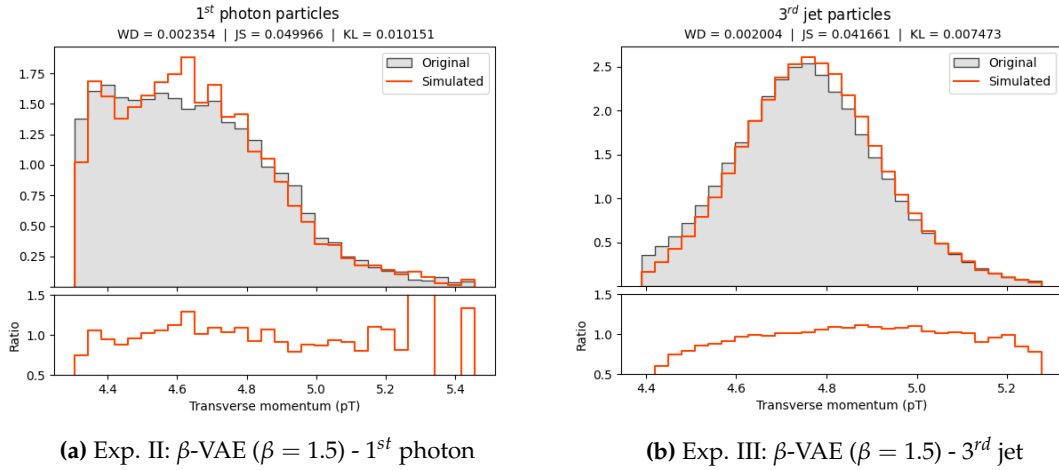 1st photon particles
WD = 0.002354 | JS = 0.049966 | KL = 0.010151
Original
Simulated
1.75
1.50
1.25
1.00
0.75
0.50
0.25
1.5
1.0
0.5
Ratio
4.4 4.6 4.8 5.0 5.2 5.4
Transverse momentum (pT)
(a) Exp. II: β-VAE (β = 1.5) - 1st photon
3rd jet particles
WD = 0.002004 | JS = 0.041661 | KL = 0.007473
Original
Simulated
2.5
2.0
1.5
1.0
0.5
1.5
1.0
0.5
Ratio
4.4 4.6 4.8 5.0 5.2
Transverse momentum (pT)
(b) Exp. III: β-VAE (β = 1.5) - 3rd jet